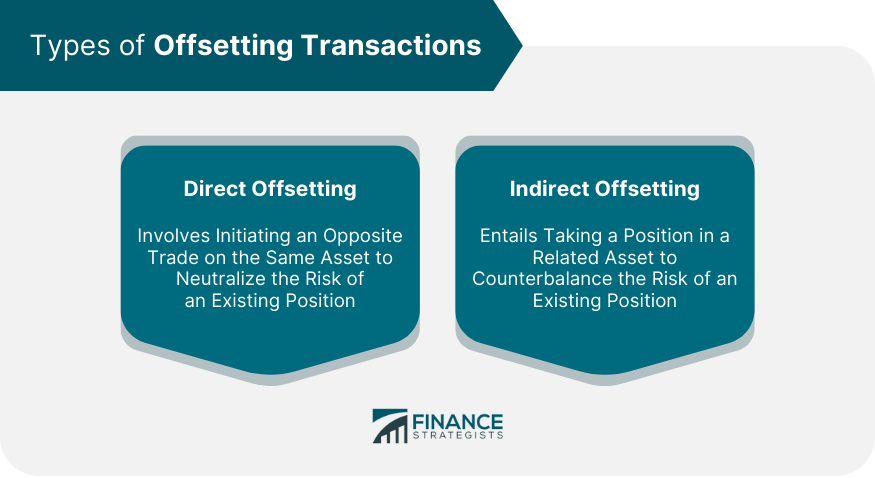 Types of Offsetting Transactions
Direct Offsetting
Involves Initiating an Opposite
Trade on the Same Asset to
Neutralize the Risk of
an Existing Position
Indirect Offsetting
Entails Taking a Position in a
Related Asset to
Counterbalance the Risk of an
Existing Position
FINANCE
STRATEGISTS